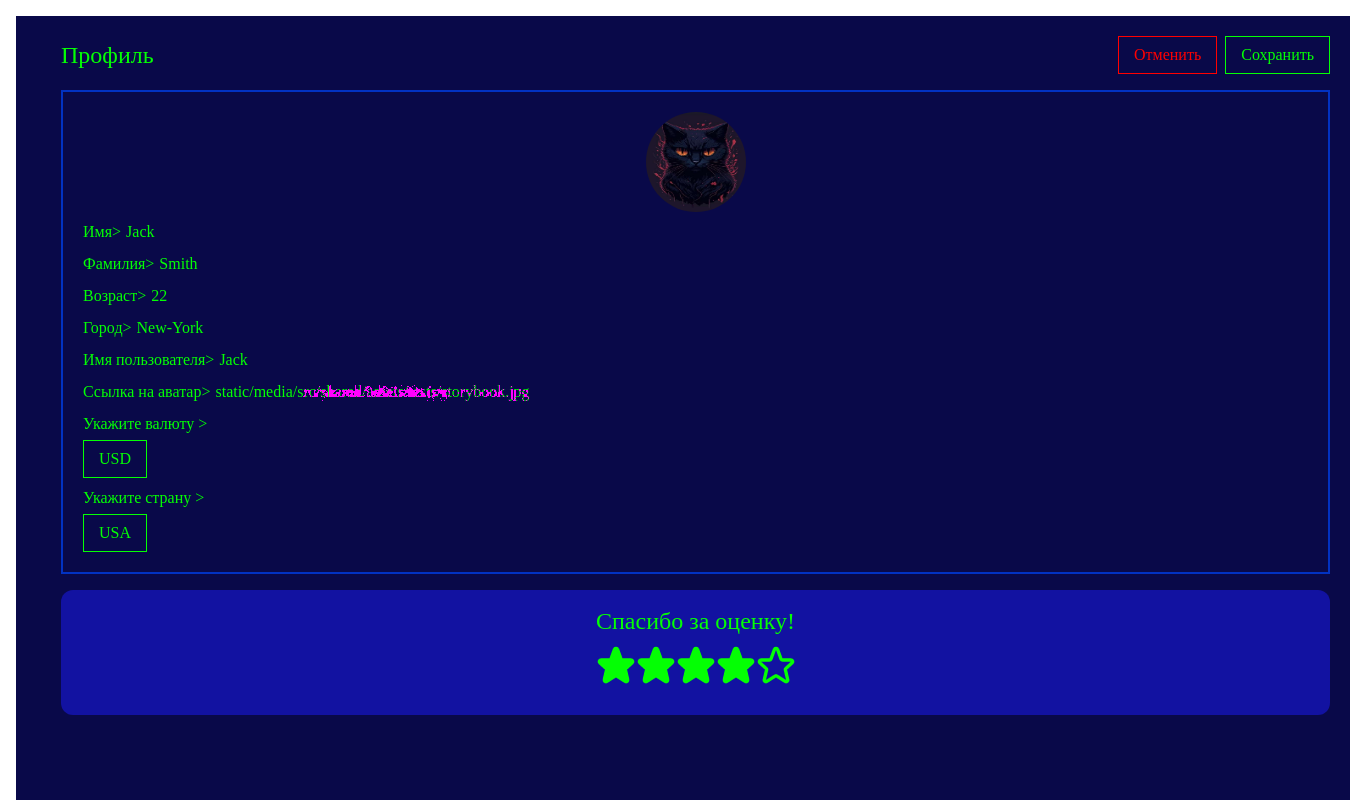 Профиль
Отменить
Сохранить
Имя> Jack
Фамилия> Smith
Возраст> 22
Город> New-York
Имя пользователя> Jack
Ссылка на аватар> static/media/
Укажите валюту >
USD
Укажите страну >
USA
Спасибо за оценку!